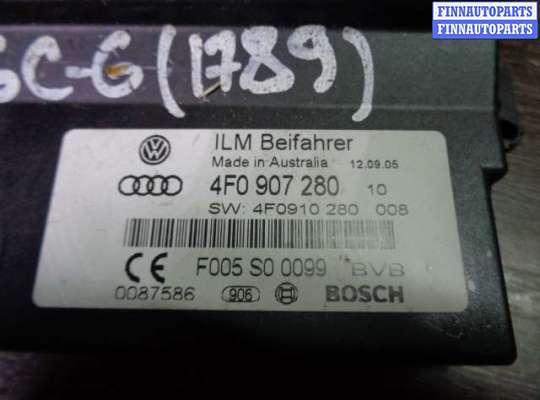 FINNAUTOPARTS
FINNAUTOPARTS
SC-G (1789)
ILM Beifahrer
Made in Australia 12.09.05
4F0 907 280 10
SW: 4F0910 280 008
CE F005 S0 0099 BVB
0087586 906 BOSCH